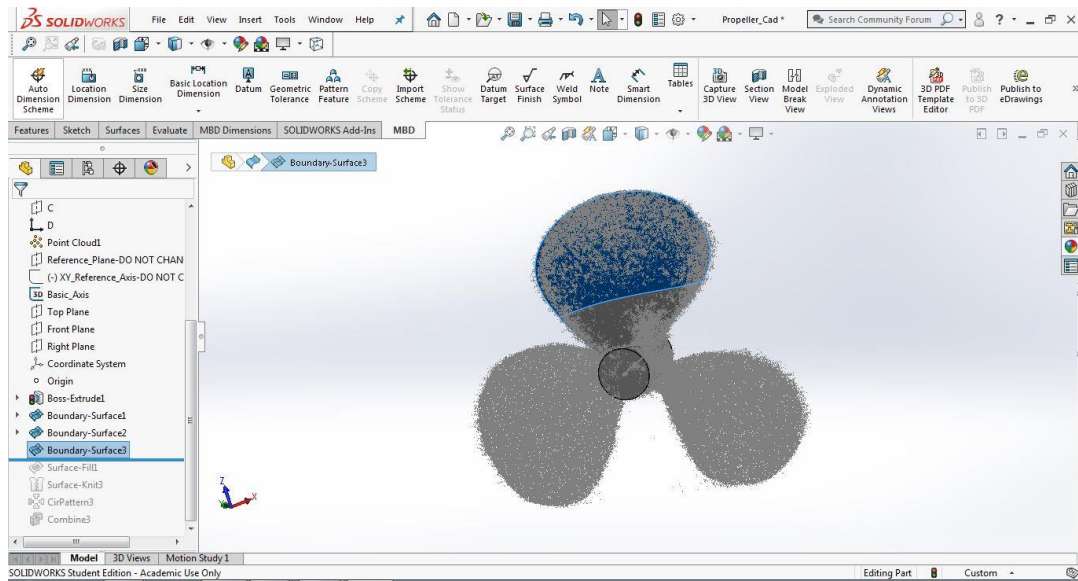 SOLIDWORKS File Edit View Insert Tools Window Help Propeller_Cad * Search Community Forum
Auto Dimension Scheme
Location Dimension
Size Dimension
Basic Location Dimension
Datum
Geometric Tolerance
Pattern Feature
Copy Scheme
Import Scheme
Show Tolerance Status
Datum Target
Surface Finish
Weld Symbol
Note
Smart Dimension
Tables
Capture 3D View
Section View
Model Break View
Exploded View
Dynamic Annotation Views
3D PDF Template Editor
Publish to 3D PDF
Publish to eDrawings
Features Sketch Surfaces Evaluate MBD Dimensions SOLIDWORKS Add-Ins MBD
Boundary-Surface3
C
D
Point Cloud1
Reference_Plane-DO NOT CHAN
(-) XY_Reference_Axis-DO NOT C
3D Basic_Axis
Top Plane
Front Plane
Right Plane
Coordinate System
Origin
Boss-Extrude1
Boundary-Surface1
Boundary-Surface2
Boundary-Surface3
Surface-Fill1
Surface-Knit3
CirPattern3
Combine3
Z
X
Model 3D Views Motion Study 1
SOLIDWORKS Student Edition - Academic Use Only Editing Part Custom